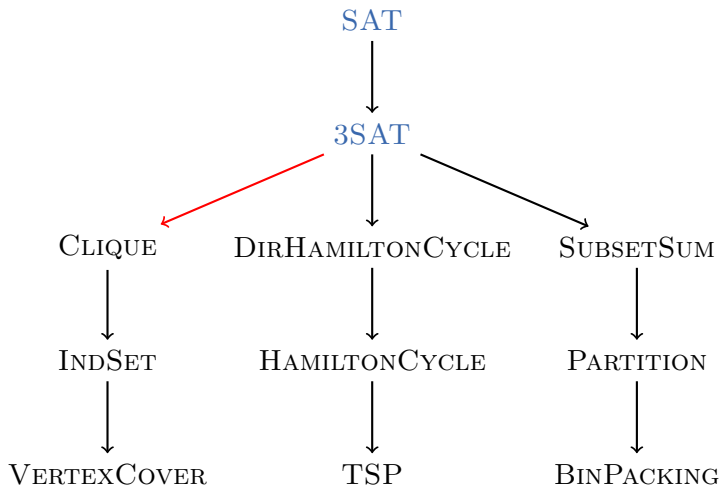 SAT
3SAT
CLIQUE DIRHAMILTONCYCLE SUBSETSUM
INDSET HAMILTONCYCLE PARTITION
VERTEXCOVER TSP BINPACKING